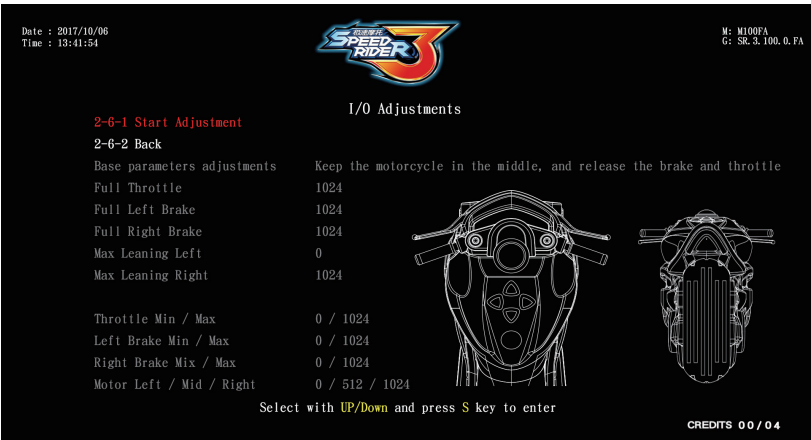 Date : 2017/10/06
Time : 13:41:54
极速摩托
SPEED RIDER 3
M: M100FA
G: SR.3.100.0.FA
I/O Adjustments
2-6-1 Start Adjustment
2-6-2 Back
Base parameters adjustments Keep the motorcycle in the middle, and release the brake and throttle
Full Throttle 1024
Full Left Brake 1024
Full Right Brake 1024
Max Leaning Left 0
Max Leaning Right 1024
Throttle Min / Max 0 / 1024
Left Brake Min / Max 0 / 1024
Right Brake Mix / Max 0 / 1024
Motor Left / Mid / Right 0 / 512 / 1024
Select with UP/Down and press S key to enter
CREDITS 00/04